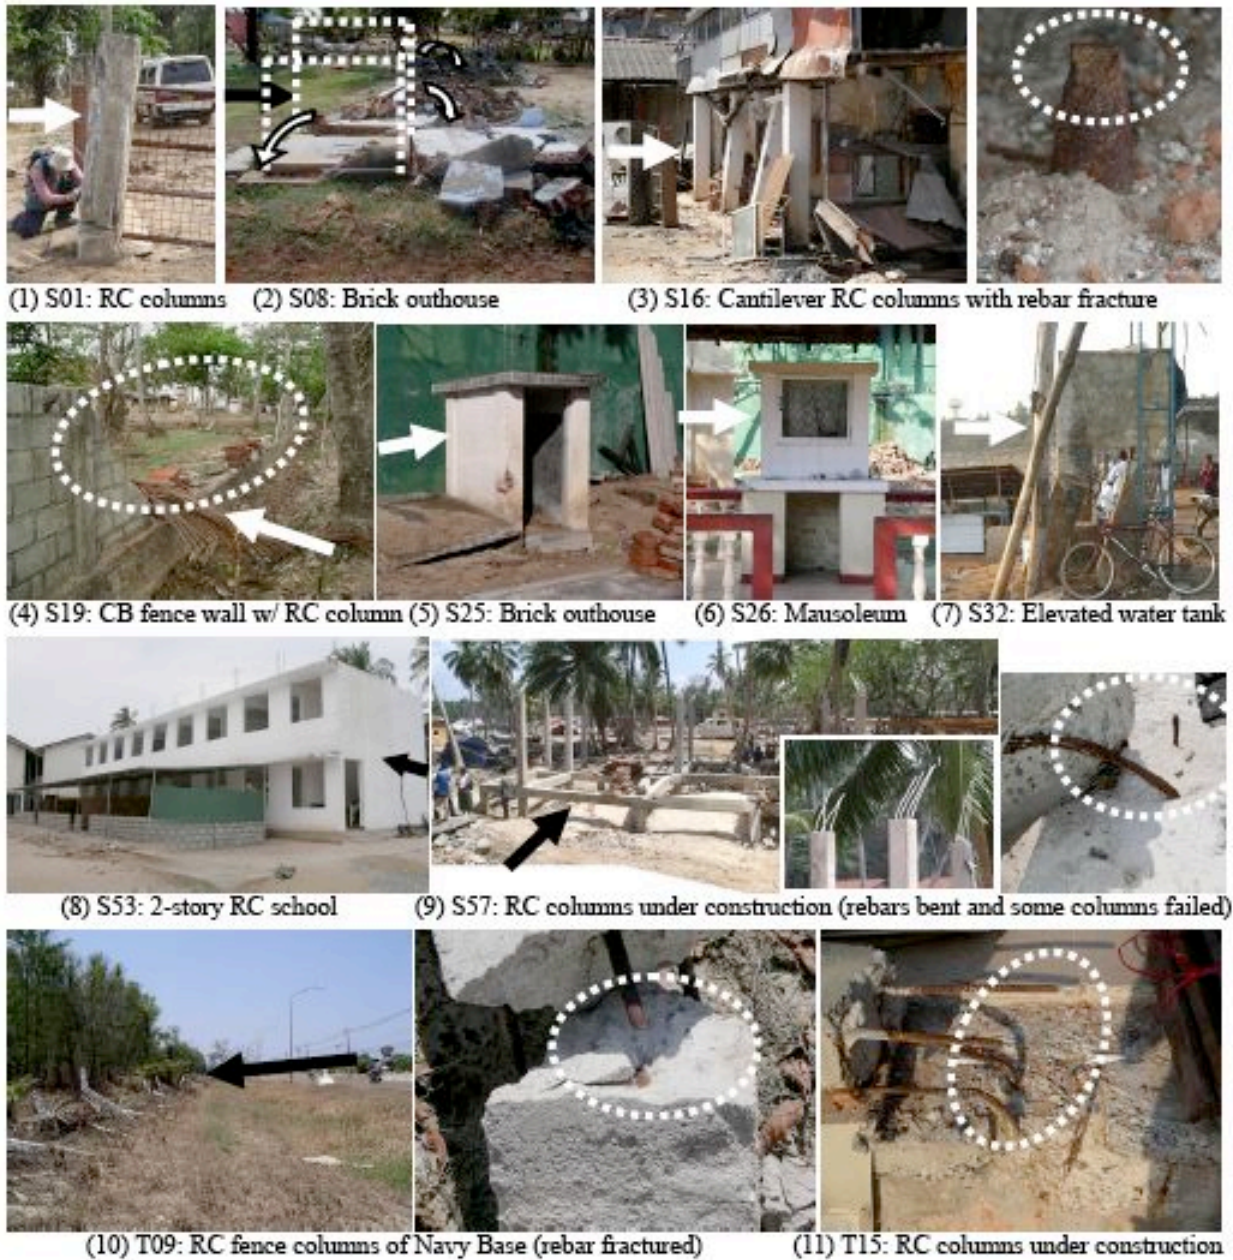 (1) S01: RC columns
(2) S08: Brick outhouse
(3) S16: Cantilever RC columns with rebar fracture
(4) S19: CB fence wall w/ RC column
(5) S25: Brick outhouse
(6) S26: Mausoleum
(7) S32: Elevated water tank
(8) S53: 2-story RC school
(9) S57: RC columns under construction (rebars bent and some columns failed)
(10) T09: RC fence columns of Navy Base (rebar fractured)
(11) T15: RC columns under construction